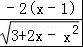 −2(x−1)
√3+2x− x²